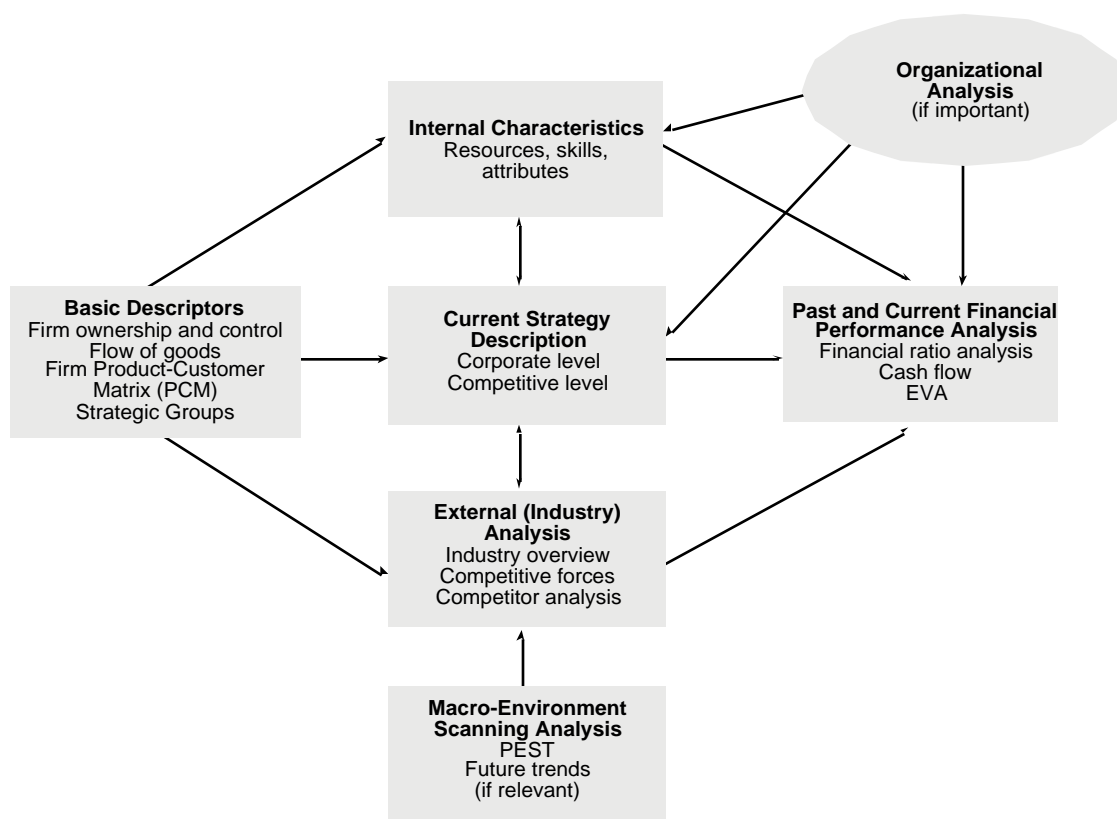 Organizational
Analysis
(if important)
Internal Characteristics
Resources, skills,
attributes
Basic Descriptors
Firm ownership and control
Flow of goods
Firm Product-Customer
Matrix (PCM)
Strategic Groups
Current Strategy
Description
Corporate level
Competitive level
Past and Current Financial
Performance Analysis
Financial ratio analysis
Cash flow
EVA
External (Industry)
Analysis
Industry overview
Competitive forces
Competitor analysis
Macro-Environment
Scanning Analysis
PEST
Future trends
(if relevant)